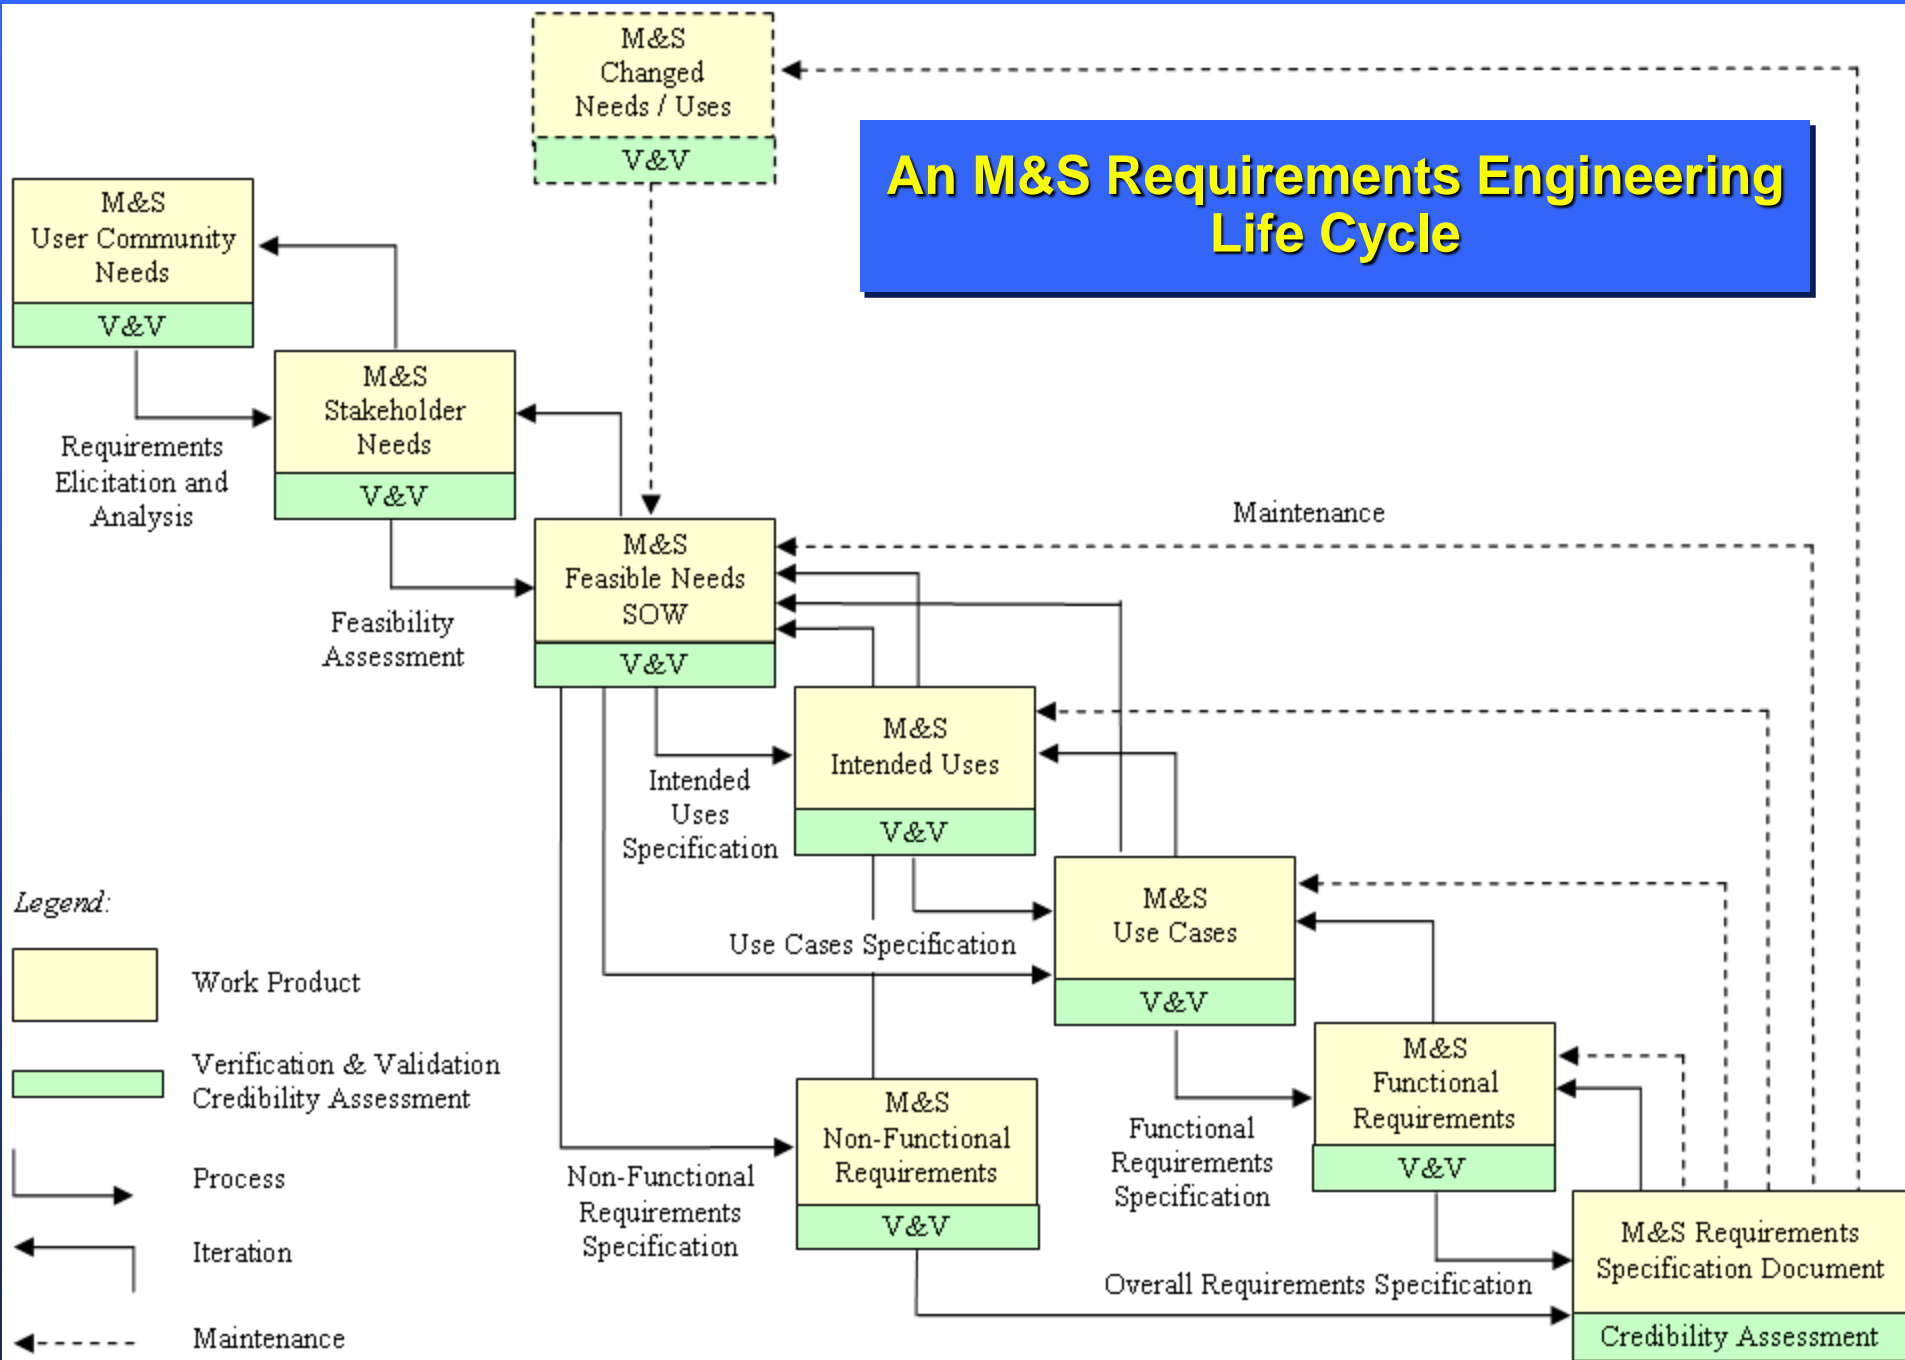 M&S
Changed
Needs / Uses
V&V
An M&S Requirements Engineering
Life Cycle
M&S
User Community
Needs
V&V
M&S
Stakeholder
Needs
V&V
Requirements
Elicitation and
Analysis
Maintenance
M&S
Feasible Needs
SOW
V&V
Feasibility
Assessment
M&S
Intended Uses
V&V
Intended
Uses
Specification
M&S
Use Cases
V&V
Use Cases Specification
M&S
Functional
Requirements
V&V
Functional
Requirements
Specification
M&S
Non-Functional
Requirements
V&V
Non-Functional
Requirements
Specification
M&S Requirements
Specification Document
Credibility Assessment
Overall Requirements Specification
Legend:
Work Product
Verification & Validation
Credibility Assessment
Process
Iteration
Maintenance